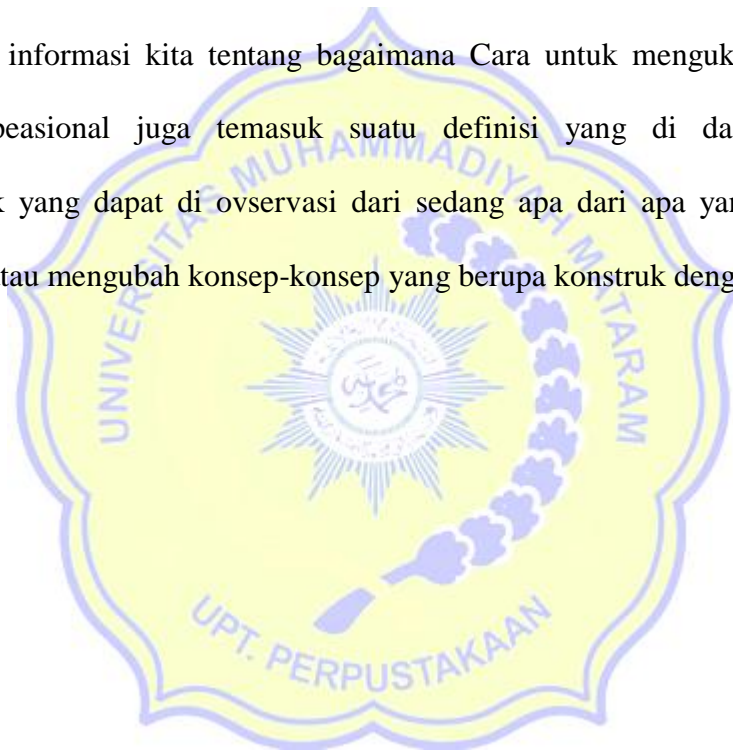 informasi kita tentang bagaimana Cara untuk menguk
peasional juga temasuk suatu definisi yang di da
k yang dapat di ovservasi dari sedang apa dari apa yan
tau mengubah konsep-konsep yang berupa konstruk deng
UNIVERSITAS MUHAMMADIYAH MATARAM
UPT. PERPUSTAKAAN